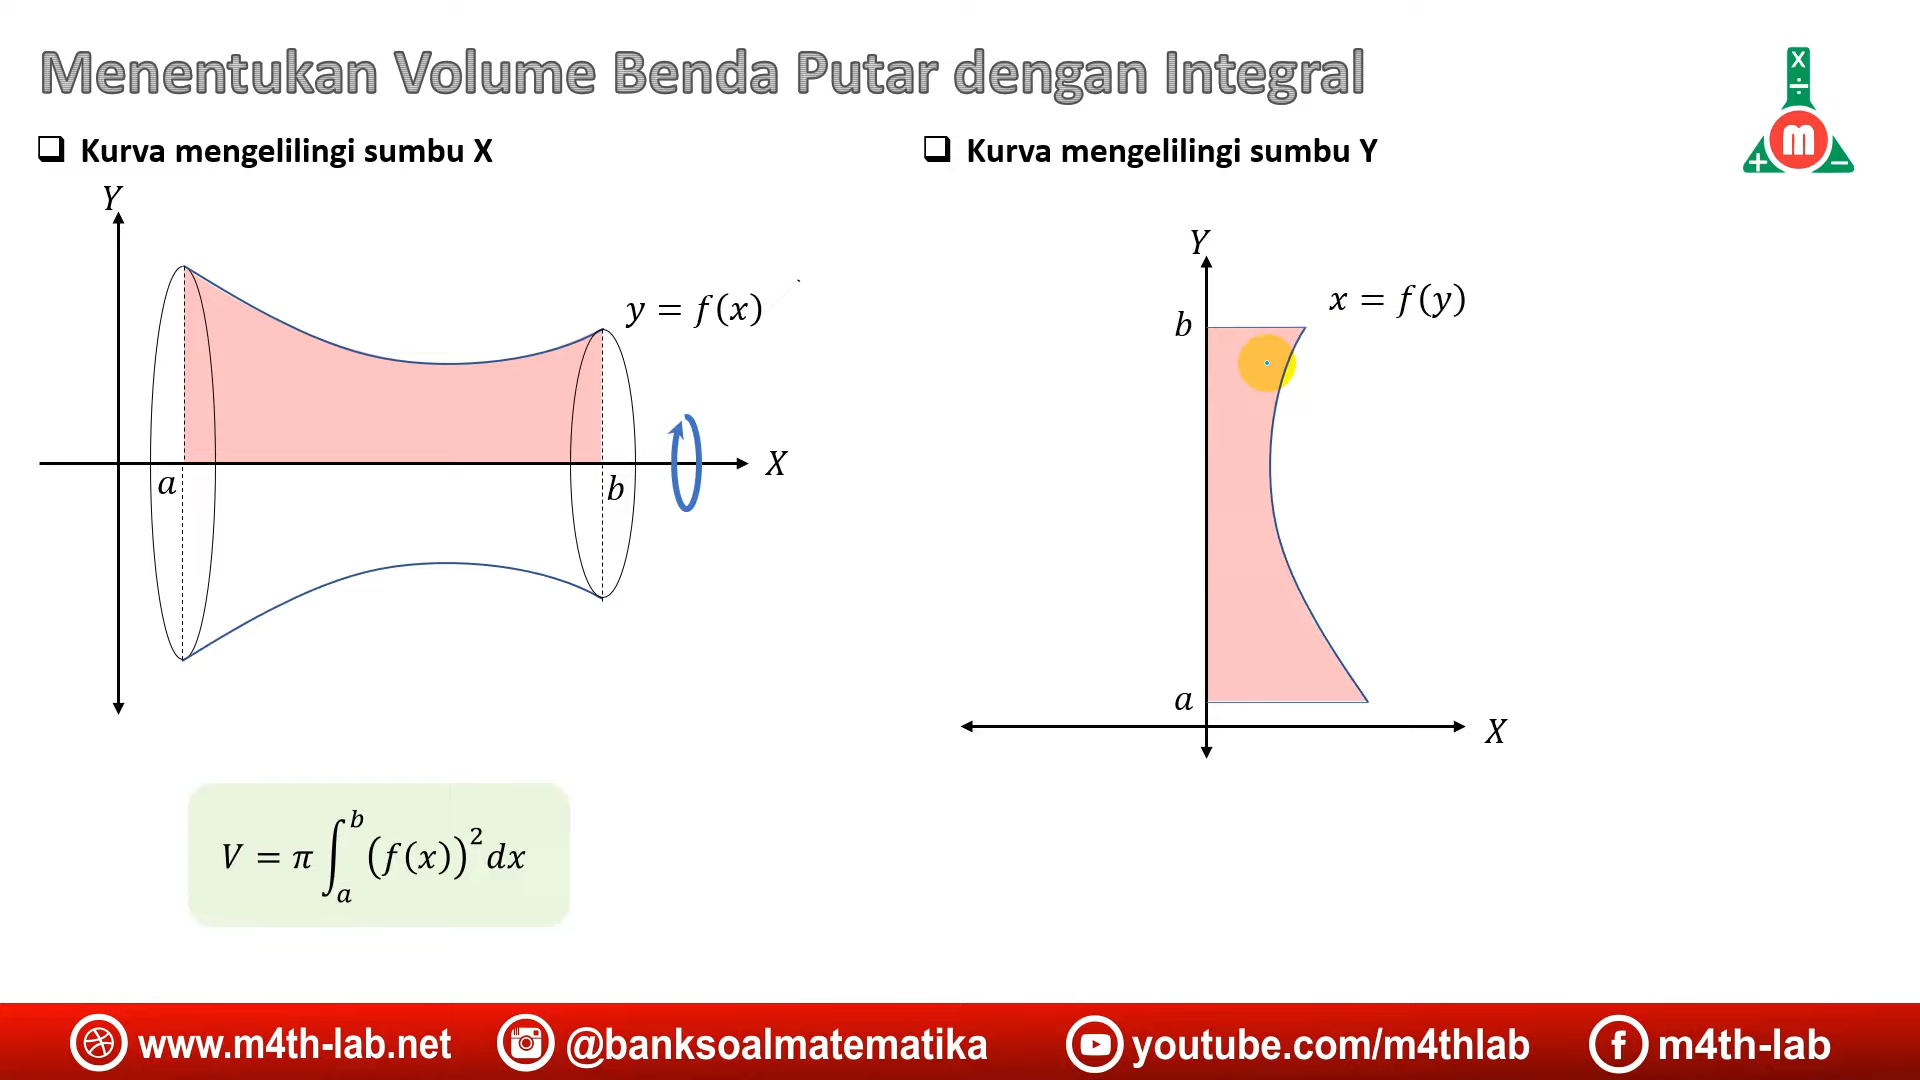 Menentukan Volume Benda Putar dengan Integral
❑ Kurva mengelilingi sumbu X
Y
y = f(x)
X
a
b
V = π ∫_a^b (f(x))² dx
❑ Kurva mengelilingi sumbu Y
Y
x = f(y)
b
a
X
X
÷
m
+
−
www.m4th-lab.net
@banksoalmatematika
youtube.com/m4thlab
f
m4th-lab